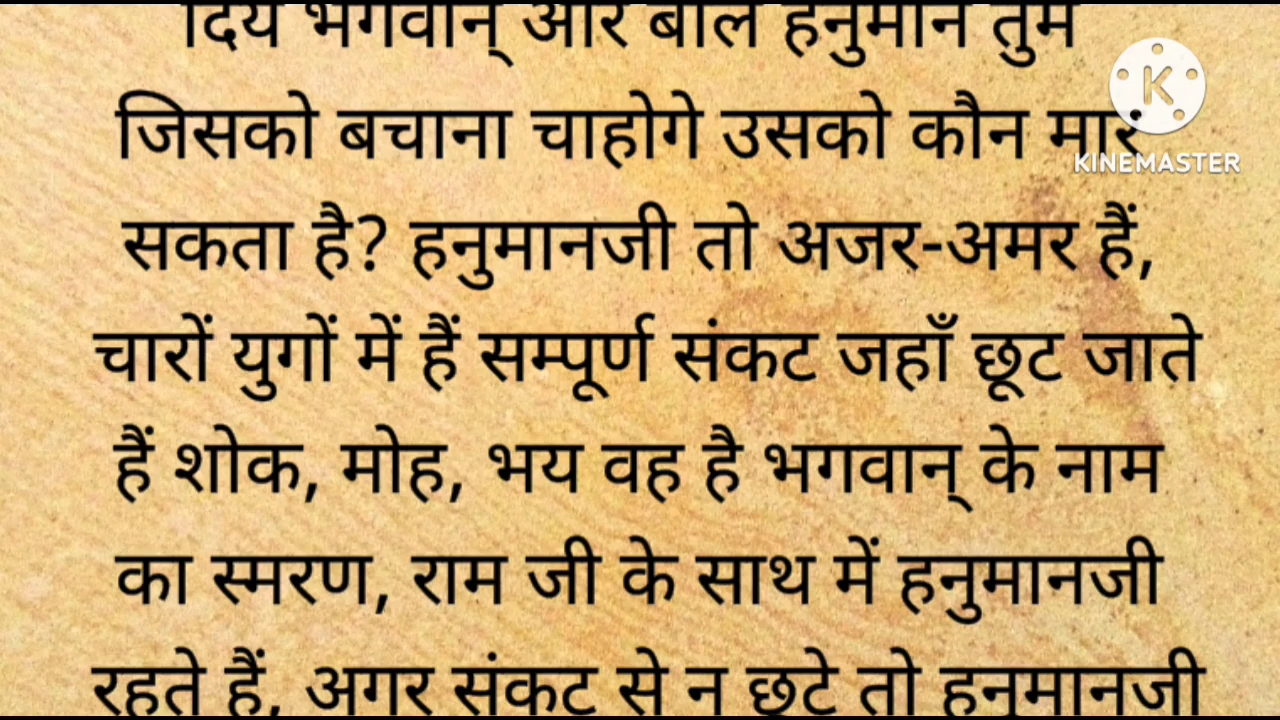 दिये भगवान् और बोले हनुमान तुम
जिसको बचाना चाहोगे उसको कौन मार
सकता है? हनुमानजी तो अजर-अमर हैं,
चारों युगों में हैं सम्पूर्ण संकट जहाँ छूट जाते
हैं शोक, मोह, भय वह है भगवान् के नाम
का स्मरण, राम जी के साथ में हनुमानजी
रहते हैं, अगर संकट से न छूटे तो हनुमानजी
KINEMASTER